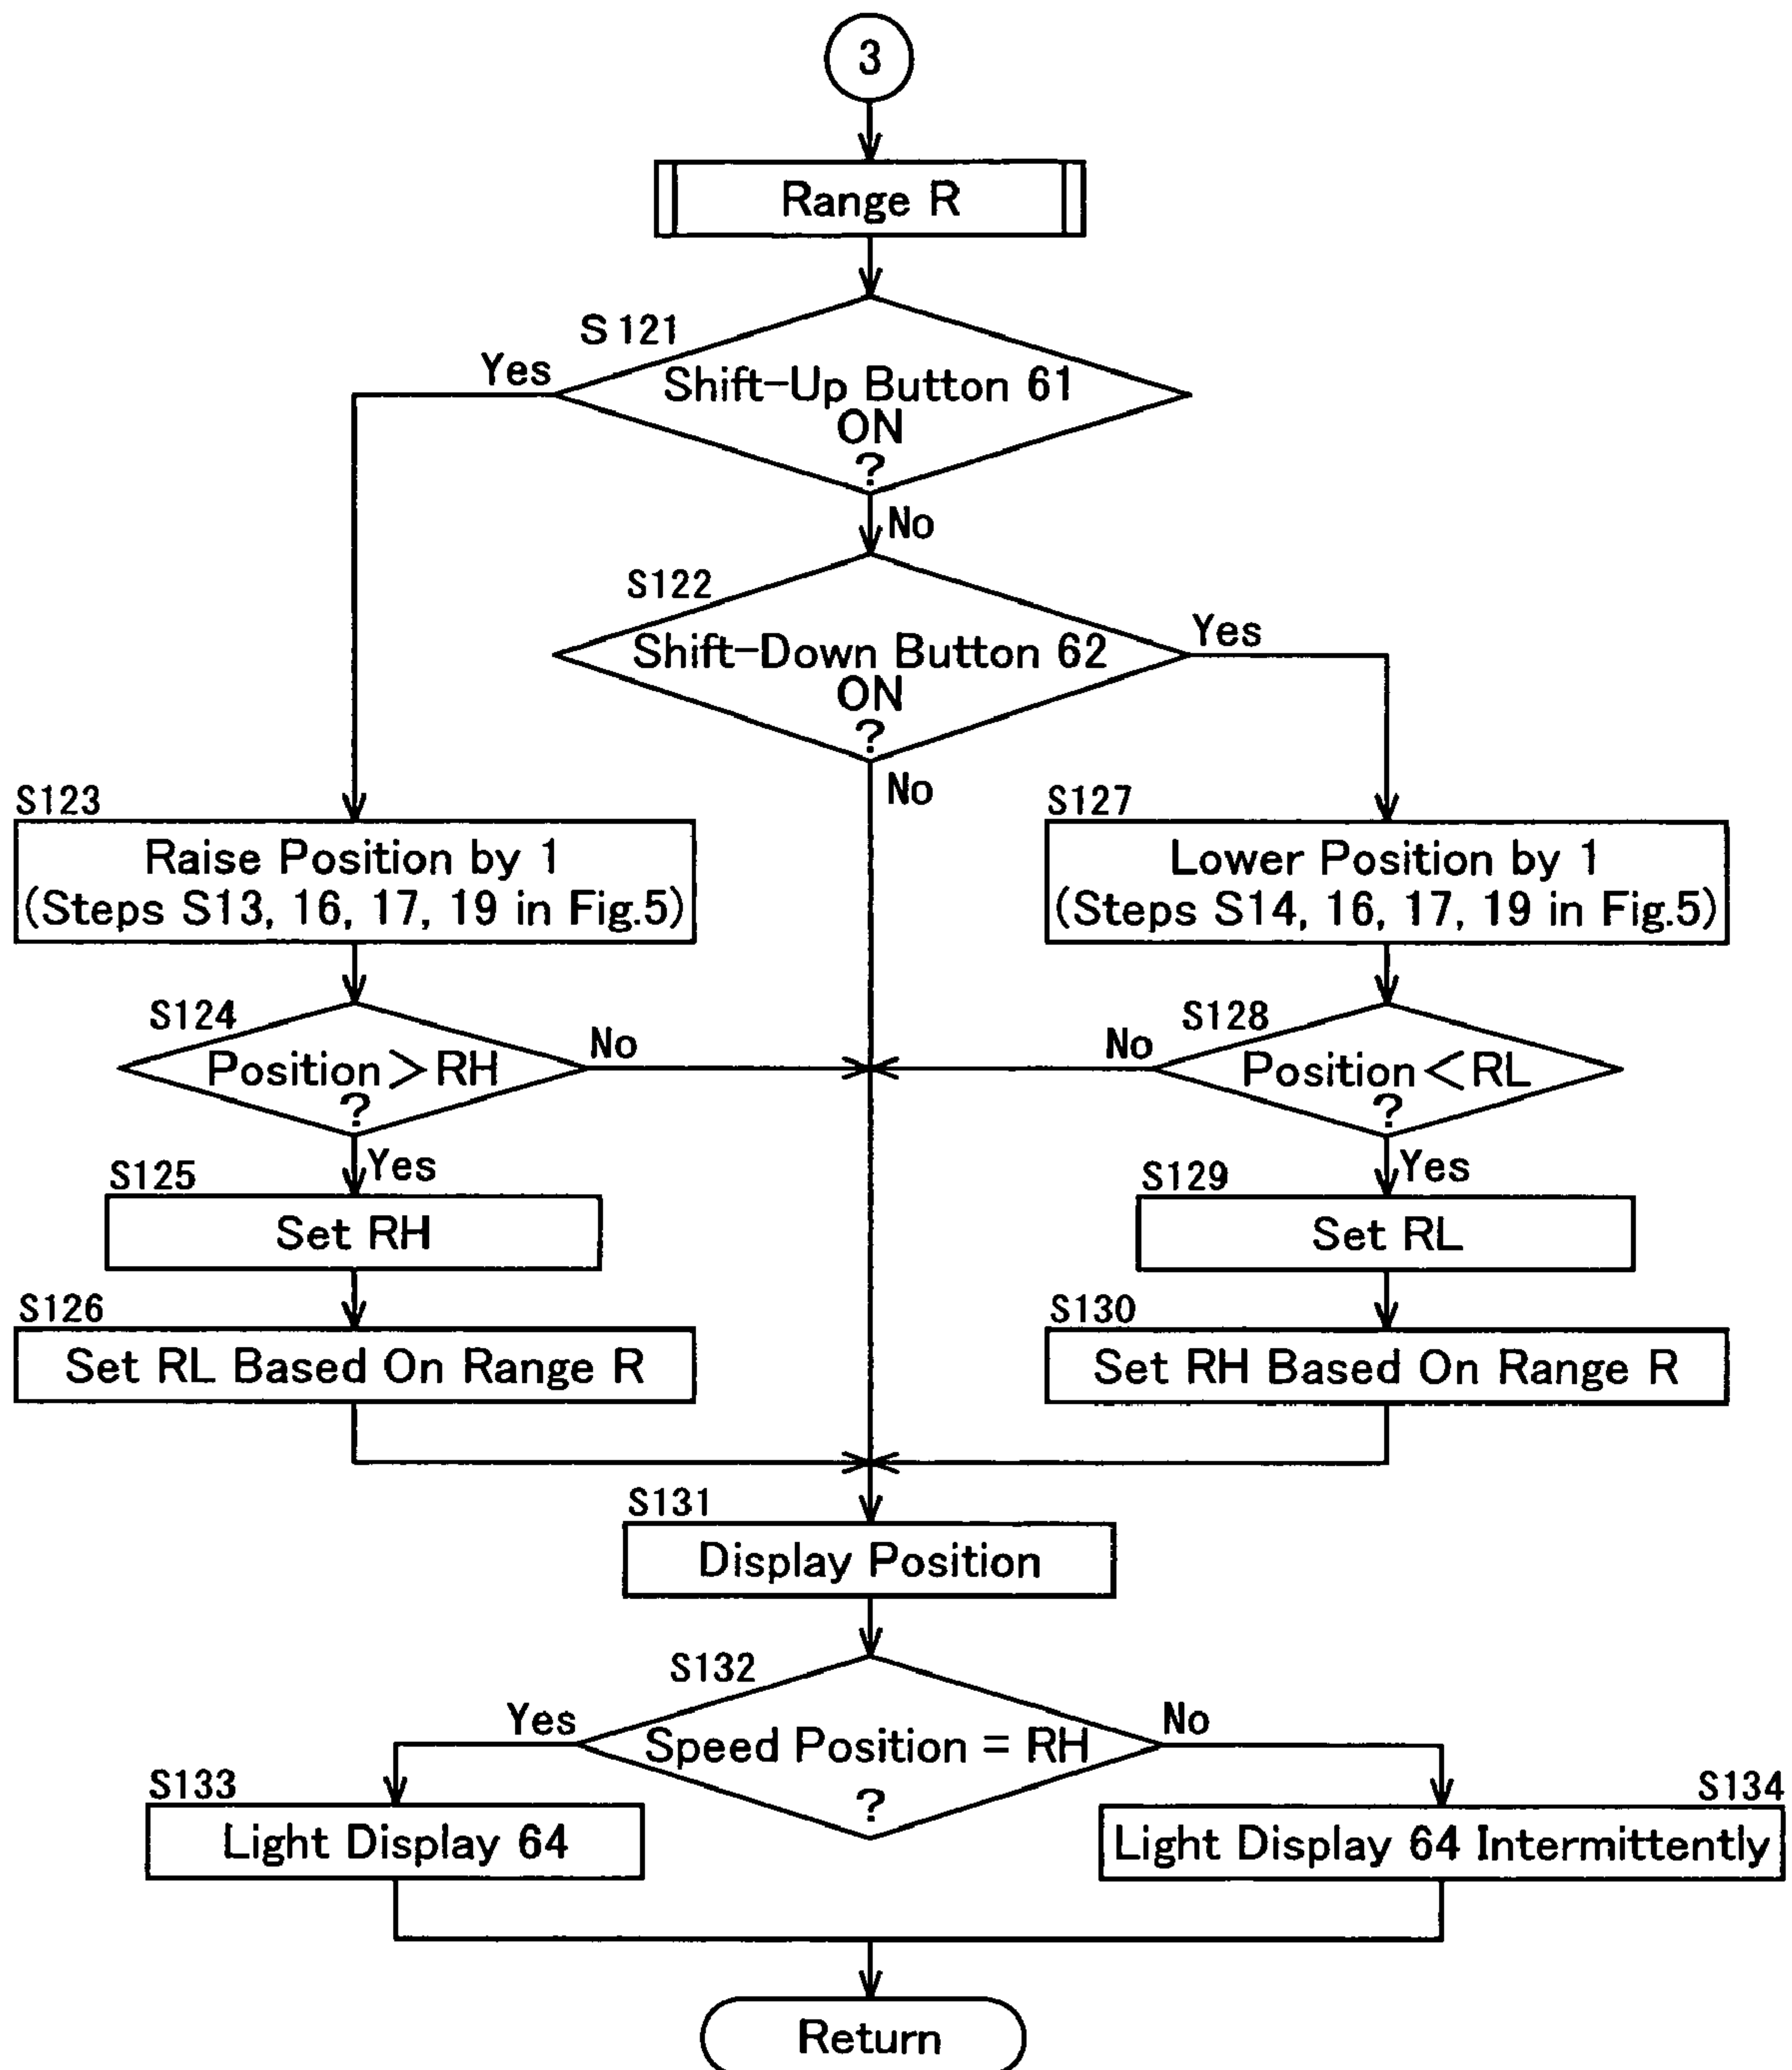 3
Range R
S121
Yes
Shift-Up Button 61
ON
?
No
S122
Yes
Shift-Down Button 62
ON
?
No
S123
Raise Position by 1
(Steps S13, 16, 17, 19 in Fig.5)
S127
Lower Position by 1
(Steps S14, 16, 17, 19 in Fig.5)
S124
Position>RH
?
No
S128
No
Position<RL
?
Yes
S125
Set RH
Yes
S129
Set RL
S126
Set RL Based On Range R
S130
Set RH Based On Range R
S131
Display Position
S132
Yes
Speed Position = RH
?
No
S133
Light Display 64
S134
Light Display 64 Intermittently
Return